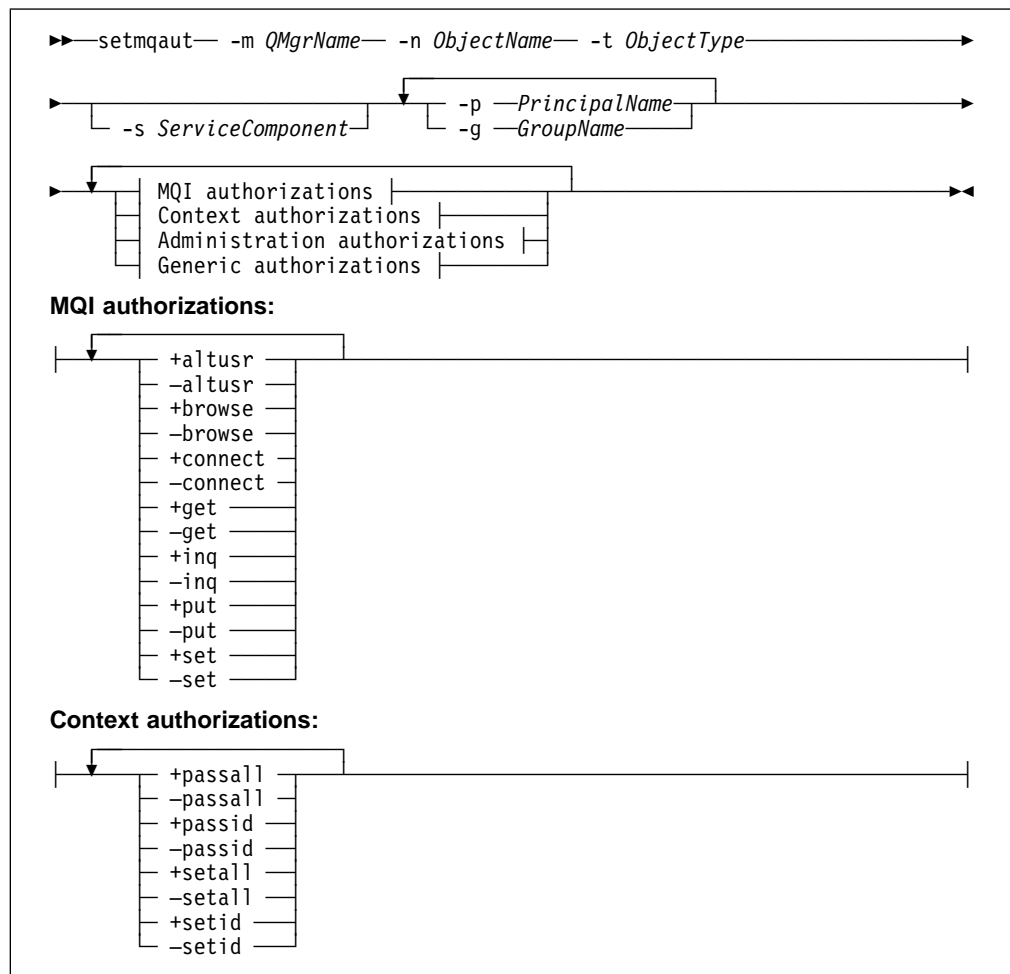 setmqaut -m QMgrName -n ObjectName -t ObjectType
-s ServiceComponent
-p PrincipalName
-g GroupName
MQI authorizations
Context authorizations
Administration authorizations
Generic authorizations
MQI authorizations:
+altusr
–altusr
+browse
–browse
+connect
–connect
+get
–get
+inq
–inq
+put
–put
+set
–set
Context authorizations:
+passall
–passall
+passid
–passid
+setall
–setall
+setid
–setid